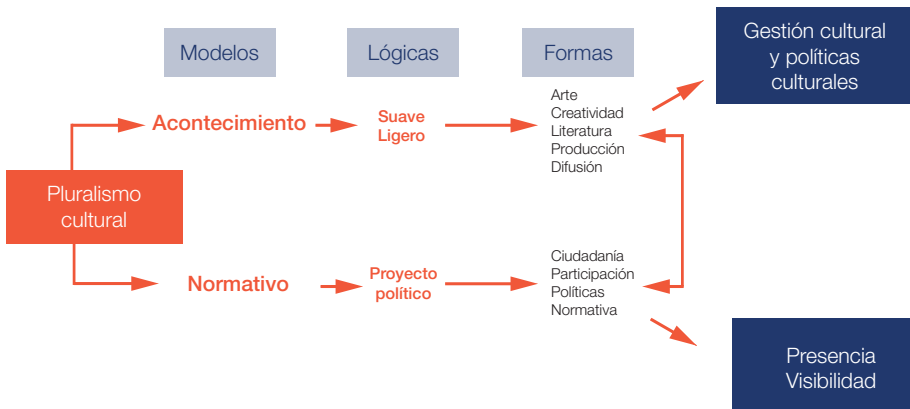 Gestión cultural
y políticas
culturales
Modelos
Lógicas
Formas
Acontecimiento
Suave
Ligero
Arte
Creatividad
Literatura
Producción
Difusión
Pluralismo
cultural
Normativo
Proyecto
político
Ciudadanía
Participación
Políticas
Normativa
Presencia
Visibilidad